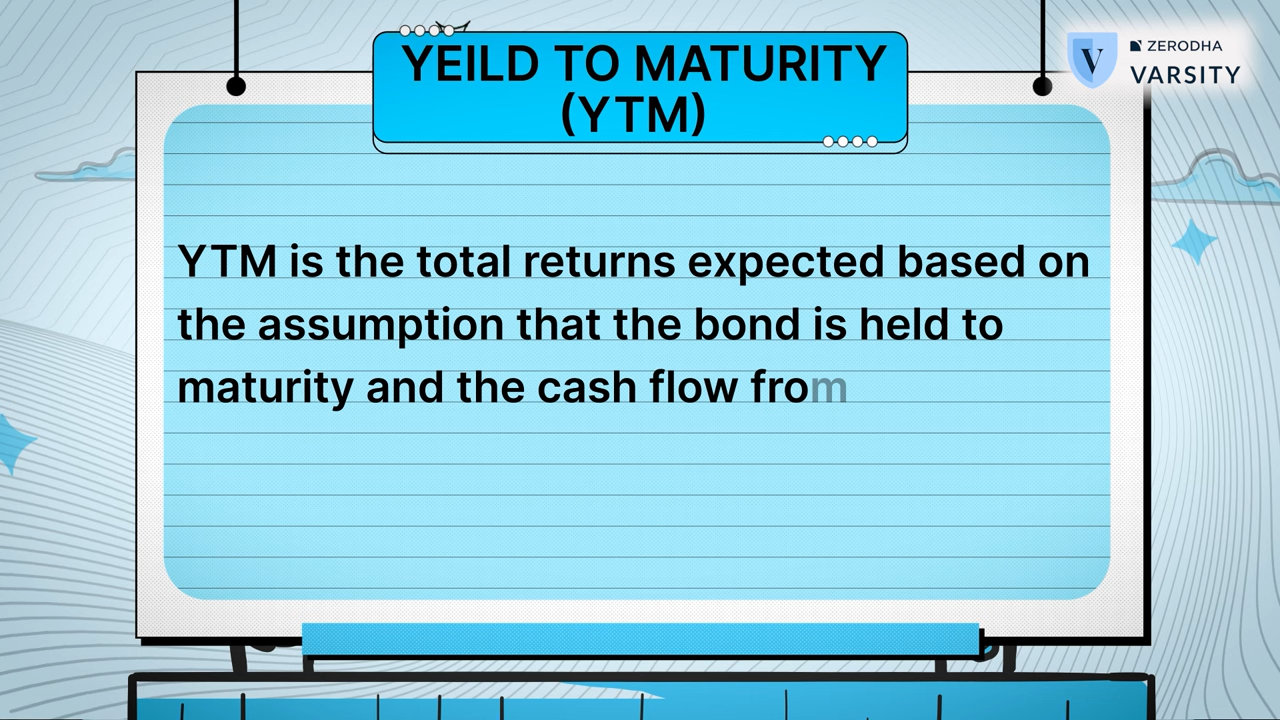 YEILD TO MATURITY
(YTM)
V ZERODHA
VARSITY
YTM is the total returns expected based on
the assumption that the bond is held to
maturity and the cash flow from